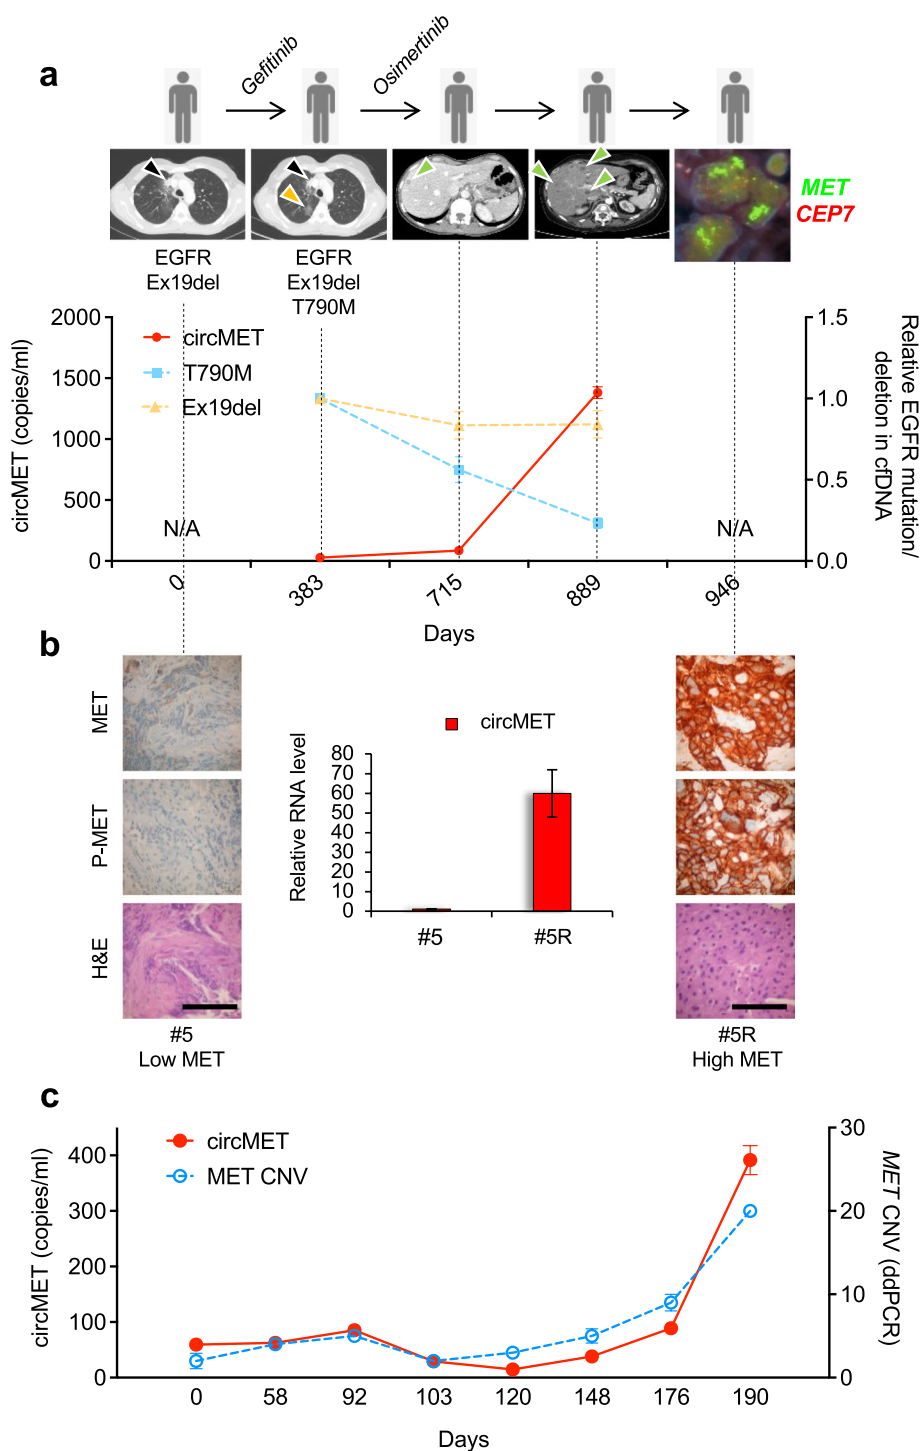 a
Gefitinib
Osimertinib
MET
CEP7
EGFR
Ex19del
EGFR
Ex19del
T790M
circMET (copies/ml)
2000
1500
1000
500
0
circMET
T790M
Ex19del
N/A
N/A
1.5
1.0
0.5
0.0
Relative EGFR mutation/
deletion in cfDNA
0
383
715
889
946
Days
b
MET
P-MET
H&E
#5
Low MET
circMET
Relative RNA level
80
70
60
50
40
30
20
10
0
#5
#5R
#5R
High MET
c
circMET
MET CNV
circMET (copies/ml)
400
300
200
100
0
30
20
10
0
MET CNV (ddPCR)
0
58
92
103
120
148
176
190
Days